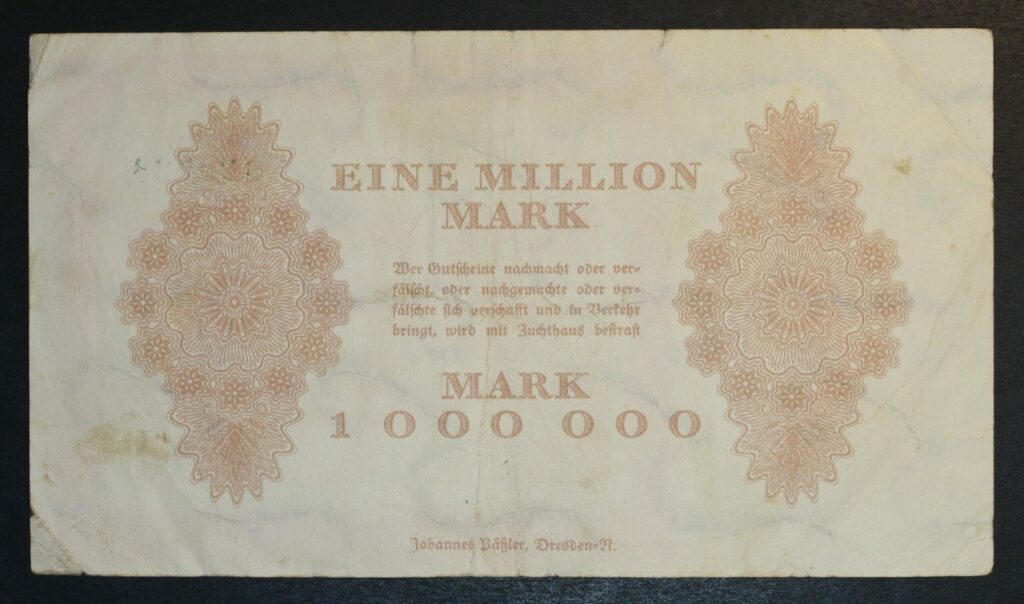 EINE MILLION
MARK
Wer Gutscheine nachmacht oder ver=
fälscht, oder nachgemachte oder ver=
fälschte sich verschafft und in Verkehr
bringt, wird mit Zuchthaus bestraft
MARK
1 000 000
Johannes Päßler, Dresden=N.